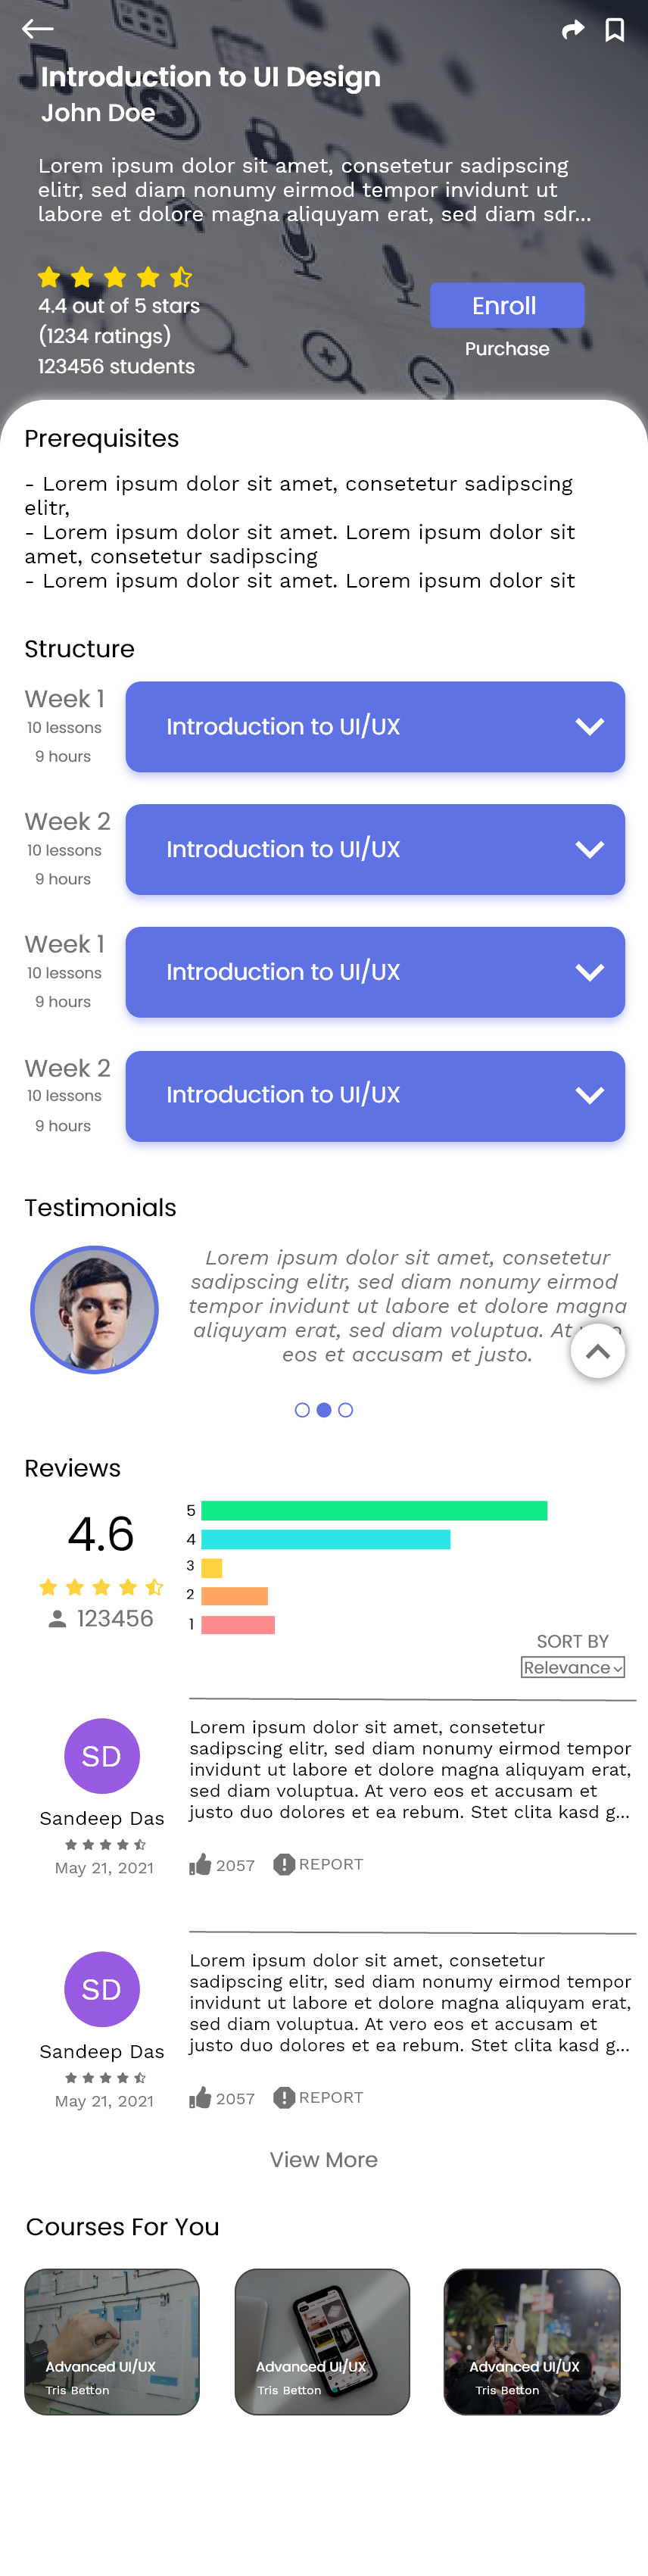 Introduction to UI Design
John Doe
Lorem ipsum dolor sit amet, consetetur sadipscing
elitr, sed diam nonumy eirmod tempor invidunt ut
labore et dolore magna aliquyam erat, sed diam sdr...
4.4 out of 5 stars
(1234 ratings)
123456 students
Enroll
Purchase
Prerequisites
- Lorem ipsum dolor sit amet, consetetur sadipscing
elitr,
- Lorem ipsum dolor sit amet. Lorem ipsum dolor sit
amet, consetetur sadipscing
- Lorem ipsum dolor sit amet. Lorem ipsum dolor sit
Structure
Week 1
10 lessons
9 hours
Introduction to UI/UX
Week 2
10 lessons
9 hours
Introduction to UI/UX
Week 1
10 lessons
9 hours
Introduction to UI/UX
Week 2
10 lessons
9 hours
Introduction to UI/UX
Testimonials
Lorem ipsum dolor sit amet, consetetur
sadipscing elitr, sed diam nonumy eirmod
tempor invidunt ut labore et dolore magna
aliquyam erat, sed diam voluptua. At
eos et accusam et justo.
Reviews
4.6
123456
5
4
3
2
1
SORT BY
Relevance
SD
Sandeep Das
May 21, 2021
Lorem ipsum dolor sit amet, consetetur
sadipscing elitr, sed diam nonumy eirmod tempor
invidunt ut labore et dolore magna aliquyam erat,
sed diam voluptua. At vero eos et accusam et
justo duo dolores et ea rebum. Stet clita kasd g...
2057
REPORT
SD
Sandeep Das
May 21, 2021
Lorem ipsum dolor sit amet, consetetur
sadipscing elitr, sed diam nonumy eirmod tempor
invidunt ut labore et dolore magna aliquyam erat,
sed diam voluptua. At vero eos et accusam et
justo duo dolores et ea rebum. Stet clita kasd g...
2057
REPORT
View More
Courses For You
Advanced UI/UX
Tris Betton
Advanced UI/UX
Tris Betton
Advanced UI/UX
Tris Betton